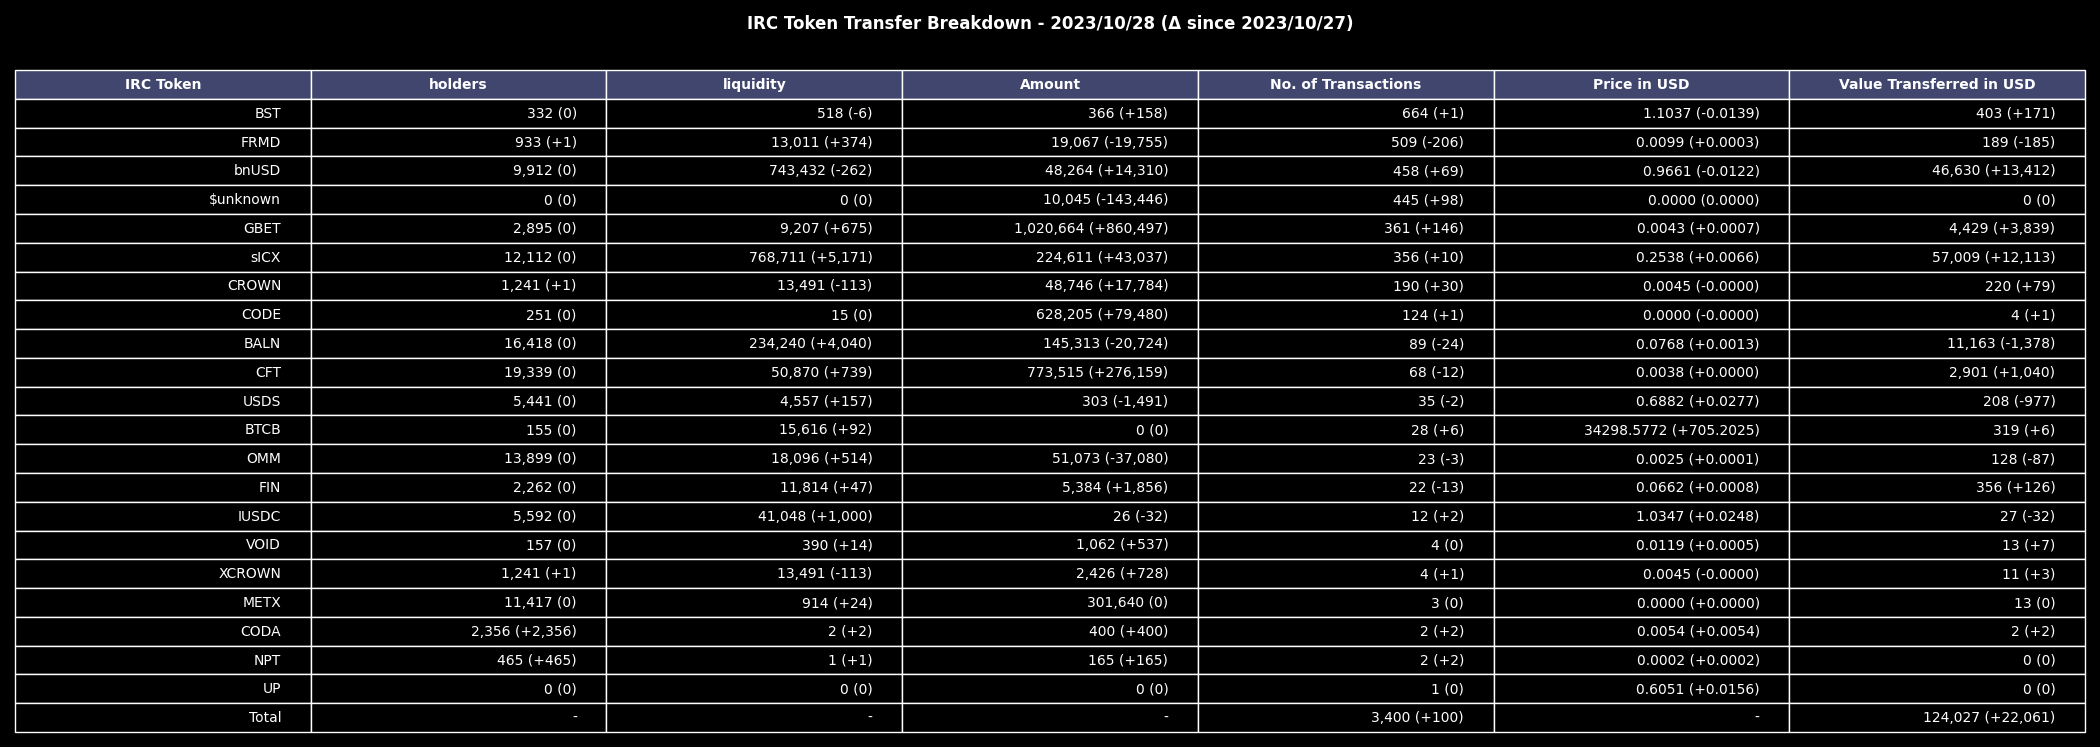 IRC Token Transfer Breakdown - 2023/10/28 (Δ since 2023/10/27)
IRC Token holders liquidity Amount No. of Transactions Price in USD Value Transferred in USD
BST 332 (0) 518 (-6) 366 (+158) 664 (+1) 1.1037 (-0.0139) 403 (+171)
FRMD 933 (+1) 13,011 (+374) 19,067 (-19,755) 509 (-206) 0.0099 (+0.0003) 189 (-185)
bnUSD 9,912 (0) 743,432 (-262) 48,264 (+14,310) 458 (+69) 0.9661 (-0.0122) 46,630 (+13,412)
$unknown 0 (0) 0 (0) 10,045 (-143,446) 445 (+98) 0.0000 (0.0000) 0 (0)
GBET 2,895 (0) 9,207 (+675) 1,020,664 (+860,497) 361 (+146) 0.0043 (+0.0007) 4,429 (+3,839)
sICX 12,112 (0) 768,711 (+5,171) 224,611 (+43,037) 356 (+10) 0.2538 (+0.0066) 57,009 (+12,113)
CROWN 1,241 (+1) 13,491 (-113) 48,746 (+17,784) 190 (+30) 0.0045 (-0.0000) 220 (+79)
CODE 251 (0) 15 (0) 628,205 (+79,480) 124 (+1) 0.0000 (-0.0000) 4 (+1)
BALN 16,418 (0) 234,240 (+4,040) 145,313 (-20,724) 89 (-24) 0.0768 (+0.0013) 11,163 (-1,378)
CFT 19,339 (0) 50,870 (+739) 773,515 (+276,159) 68 (-12) 0.0038 (+0.0000) 2,901 (+1,040)
USDS 5,441 (0) 4,557 (+157) 303 (-1,491) 35 (-2) 0.6882 (+0.0277) 208 (-977)
BTCB 155 (0) 15,616 (+92) 0 (0) 28 (+6) 34298.5772 (+705.2025) 319 (+6)
OMM 13,899 (0) 18,096 (+514) 51,073 (-37,080) 23 (-3) 0.0025 (+0.0001) 128 (-87)
FIN 2,262 (0) 11,814 (+47) 5,384 (+1,856) 22 (-13) 0.0662 (+0.0008) 356 (+126)
IUSDC 5,592 (0) 41,048 (+1,000) 26 (-32) 12 (+2) 1.0347 (+0.0248) 27 (-32)
VOID 157 (0) 390 (+14) 1,062 (+537) 4 (0) 0.0119 (+0.0005) 13 (+7)
XCROWN 1,241 (+1) 13,491 (-113) 2,426 (+728) 4 (+1) 0.0045 (-0.0000) 11 (+3)
METX 11,417 (0) 914 (+24) 301,640 (0) 3 (0) 0.0000 (+0.0000) 13 (0)
CODA 2,356 (+2,356) 2 (+2) 400 (+400) 2 (+2) 0.0054 (+0.0054) 2 (+2)
NPT 465 (+465) 1 (+1) 165 (+165) 2 (+2) 0.0002 (+0.0002) 0 (0)
UP 0 (0) 0 (0) 0 (0) 1 (0) 0.6051 (+0.0156) 0 (0)
Total - - - 3,400 (+100) - 124,027 (+22,061)